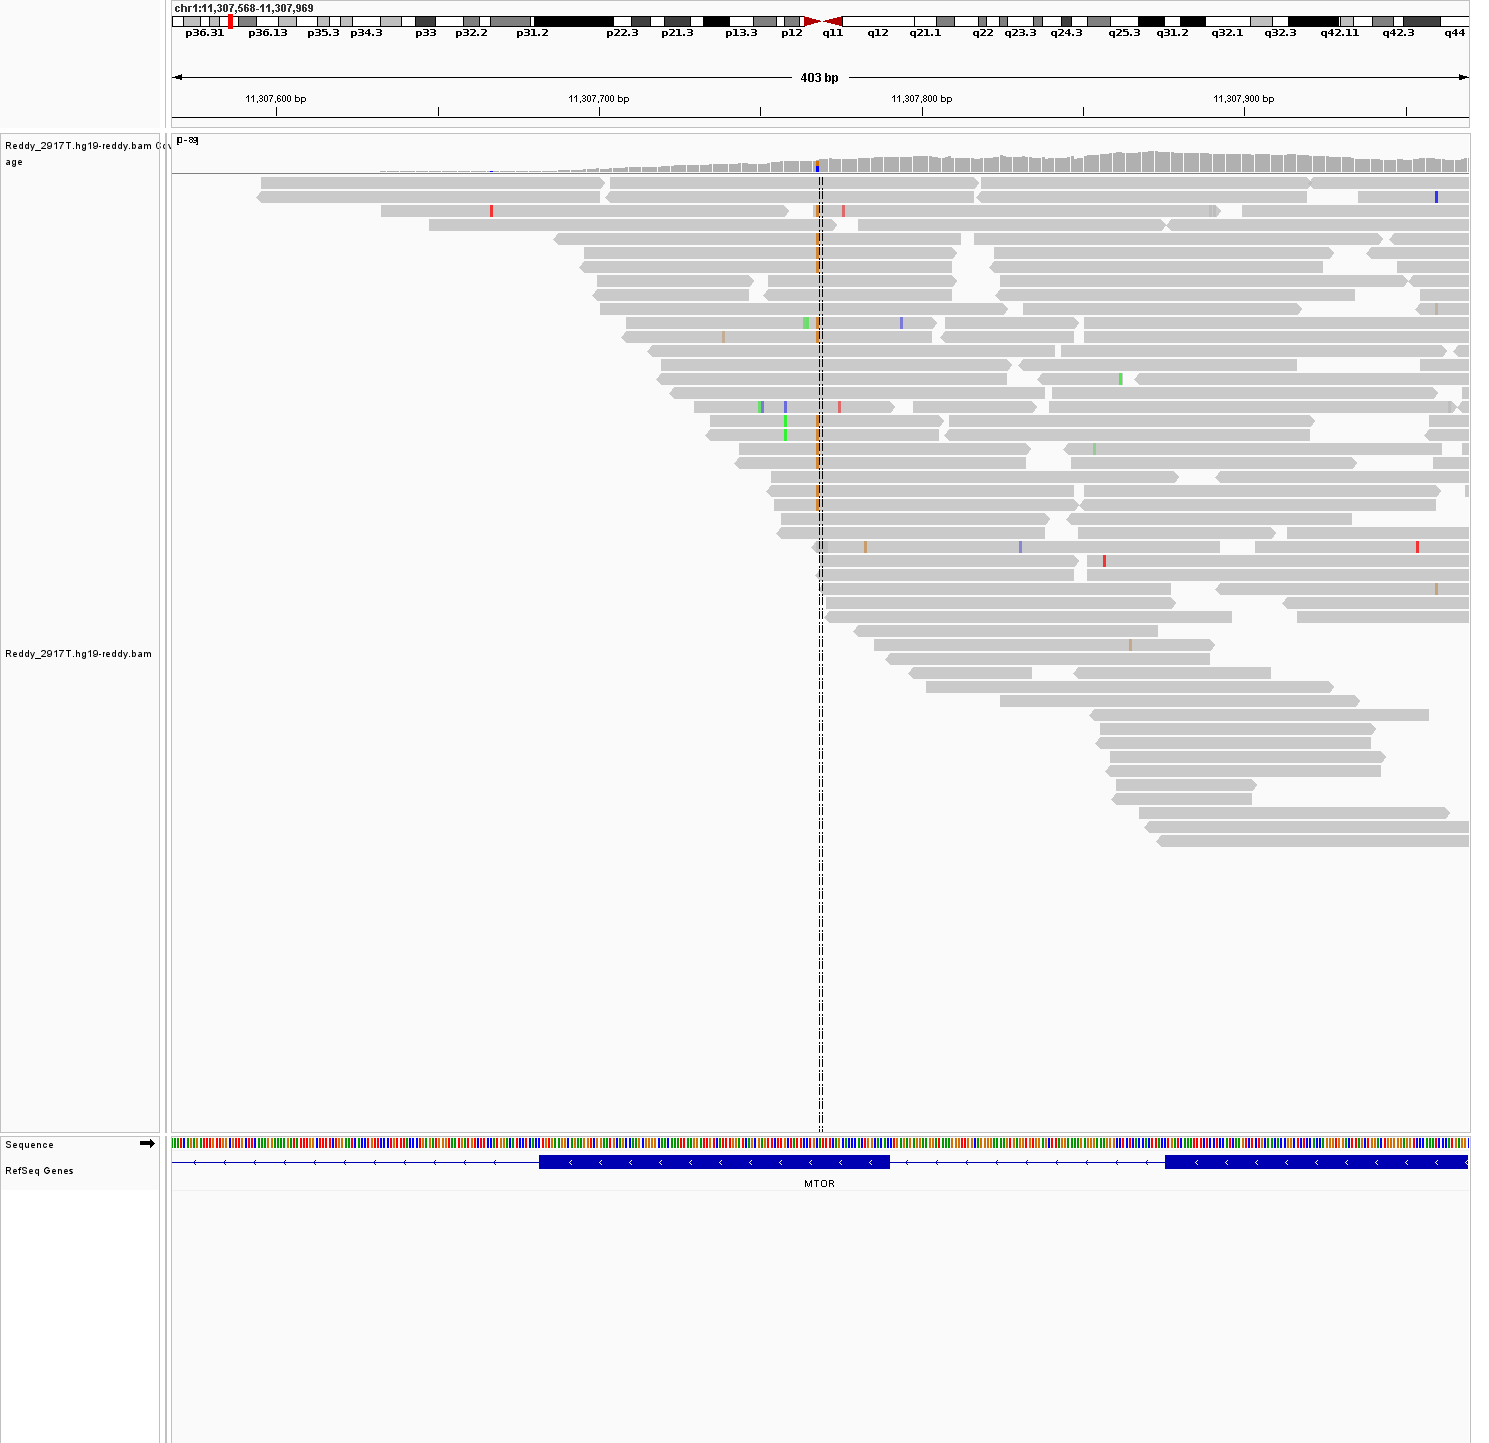 chr1:11,307,568-11,307,969
p36.31 p36.13 p35.3 p34.3 p33 p32.2 p31.2 p22.3 p21.3 p13.3 p12 q11 q12 q21.1 q22 q23.3 q24.3 q25.3 q31.2 q32.1 q32.3 q42.11 q42.3 q44
403 bp
11,307,600 bp 11,307,700 bp 11,307,800 bp 11,307,900 bp
Reddy_2917T.hg19-reddy.bam Cov
age
[0 - 89]
Reddy_2917T.hg19-reddy.bam
Sequence
RefSeq Genes
MTOR